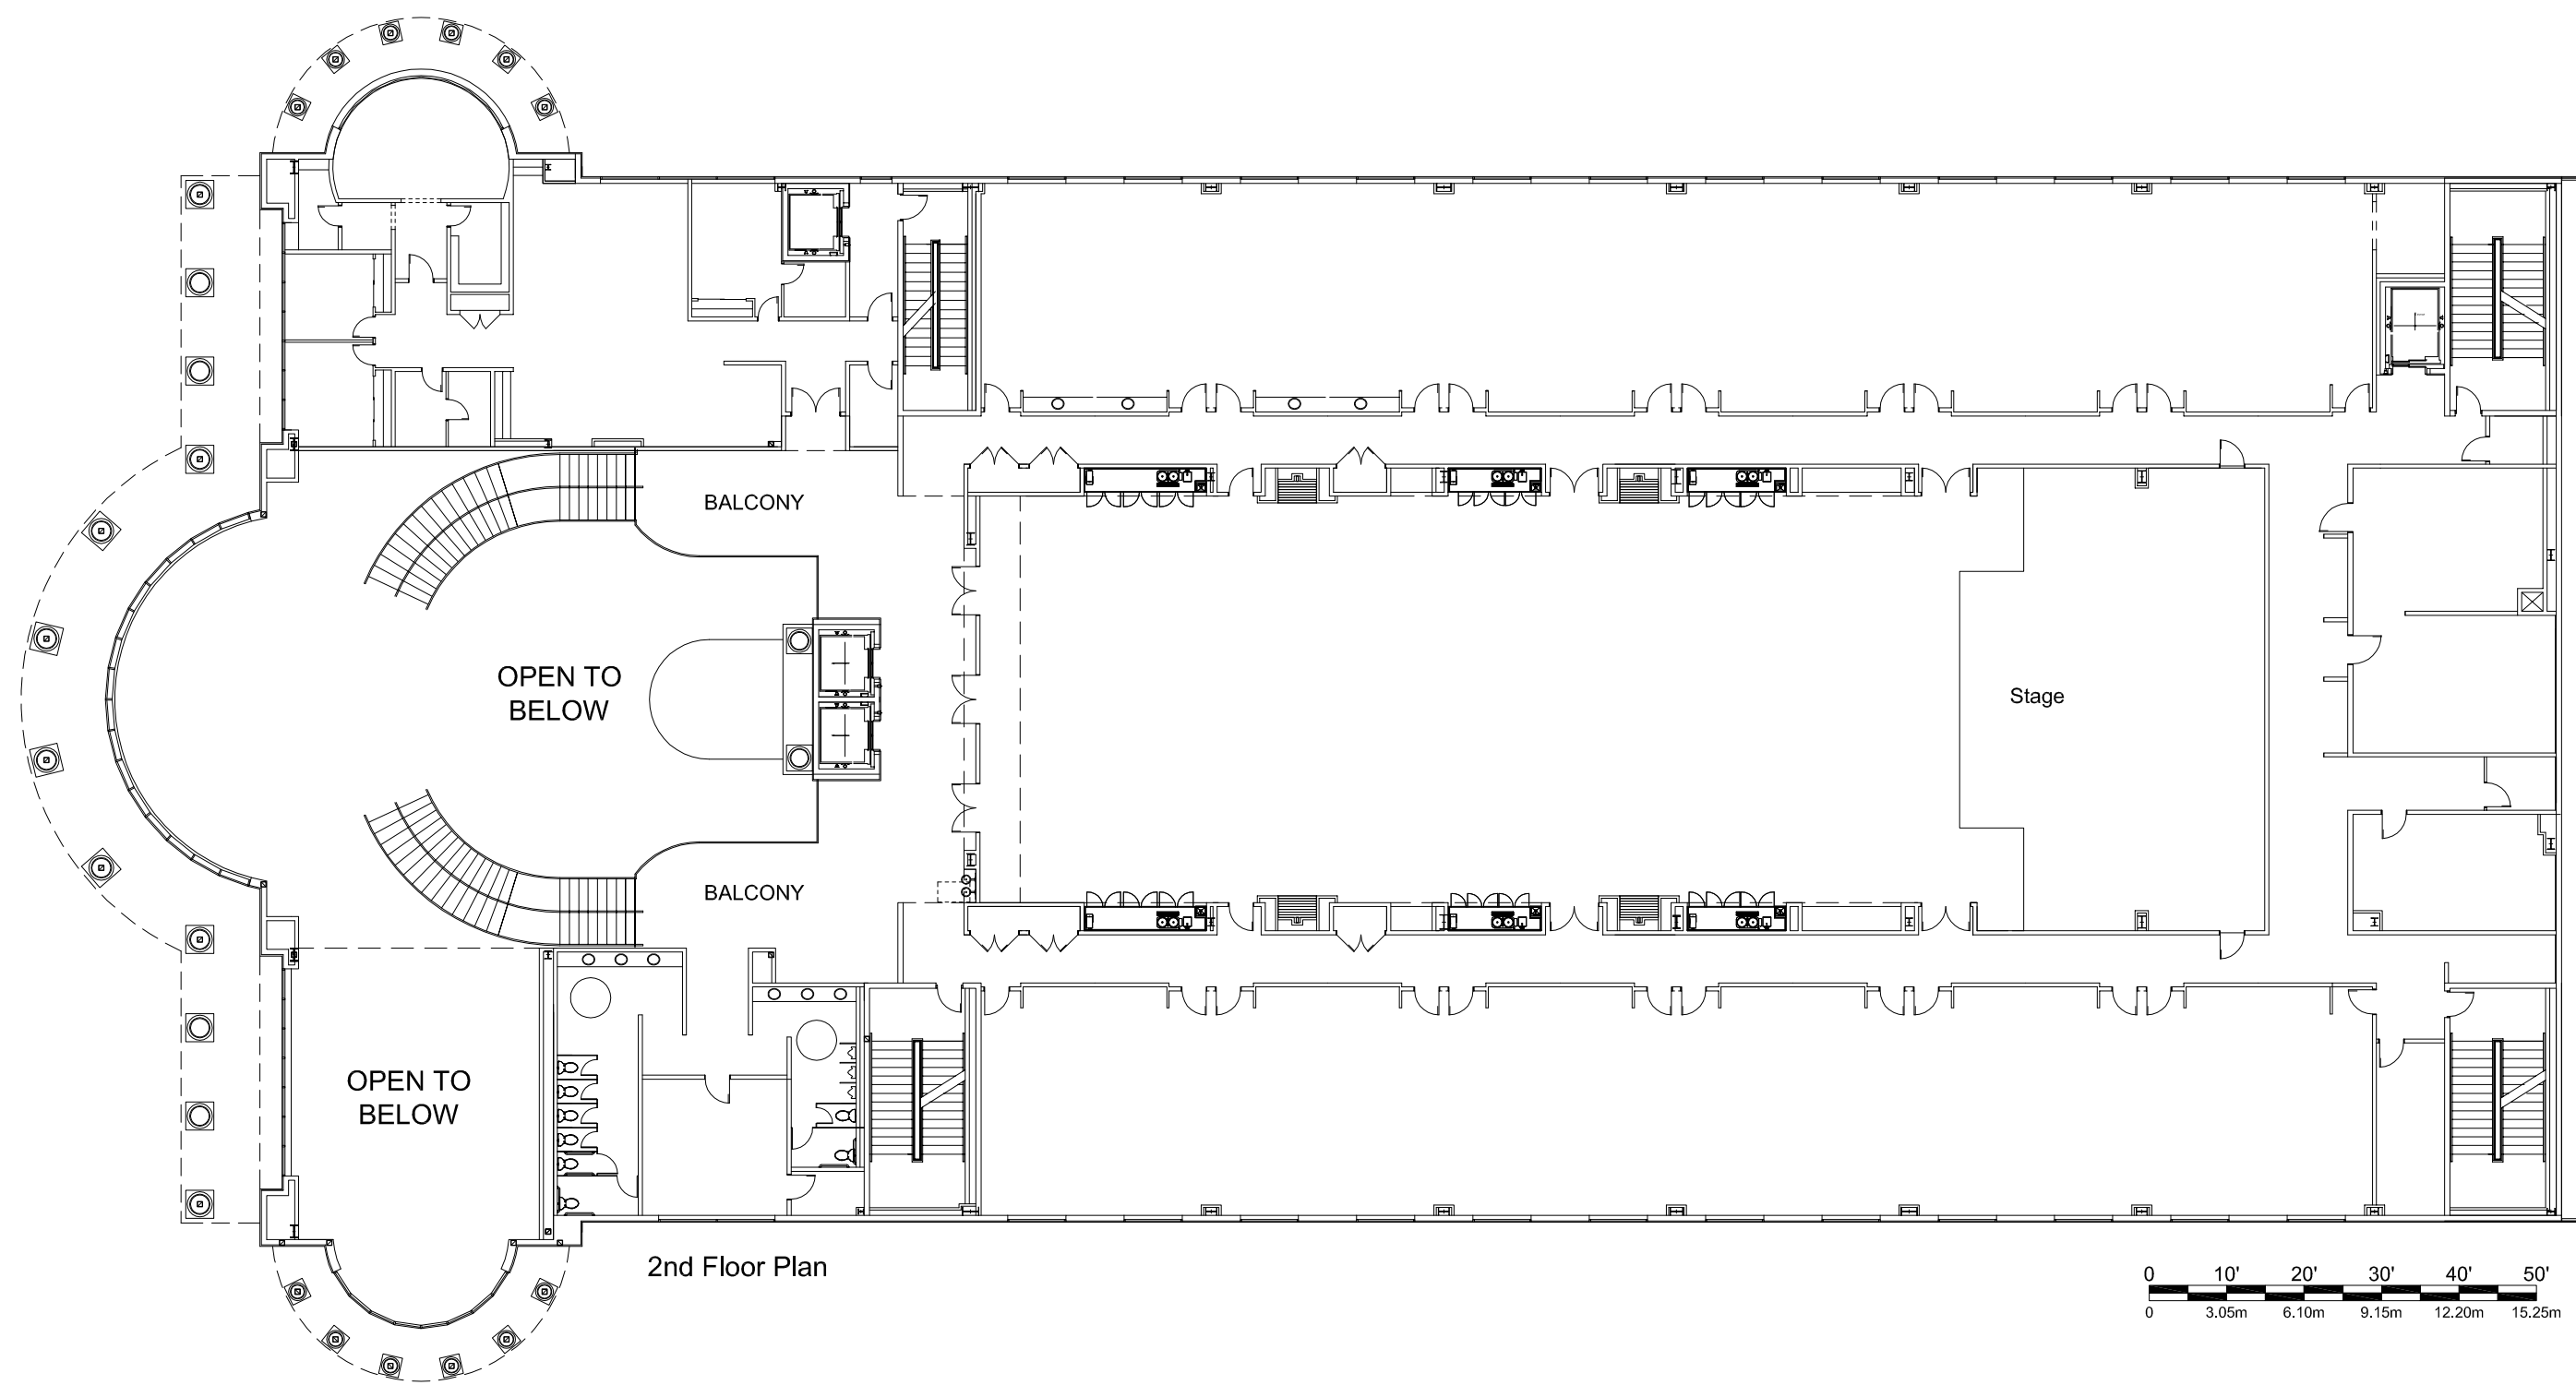 BALCONY
OPEN TO
BELOW
Stage
BALCONY
OPEN TO
BELOW
2nd Floor Plan
0 10' 20' 30' 40' 50'
0 3.05m 6.10m 9.15m 12.20m 15.25m